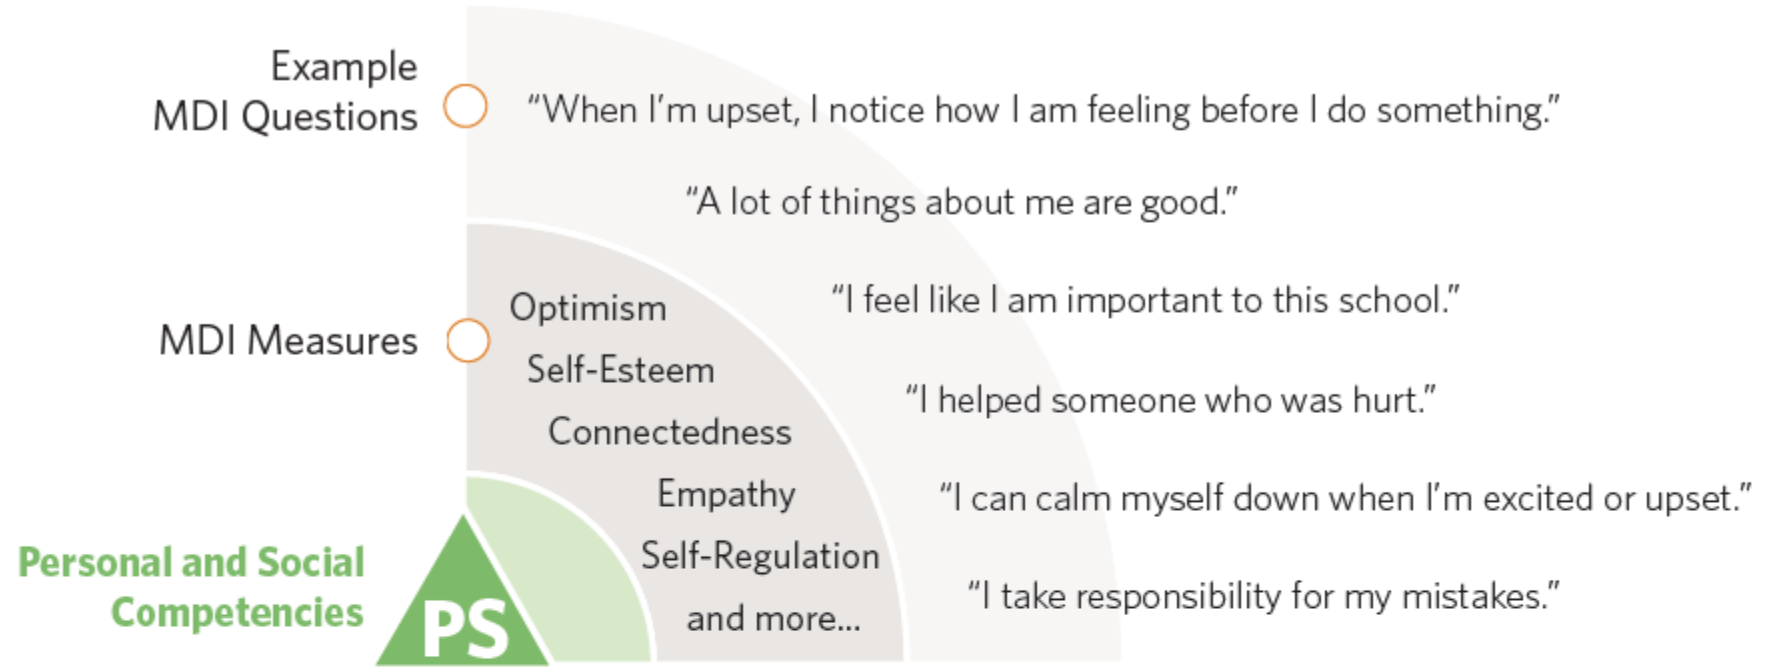 Example
MDI Questions
“When I’m upset, I notice how I am feeling before I do something.”
“A lot of things about me are good.”
“I feel like I am important to this school.”
“I helped someone who was hurt.”
“I can calm myself down when I’m excited or upset.”
“I take responsibility for my mistakes.”
MDI Measures
Optimism
Self-Esteem
Connectedness
Empathy
Self-Regulation
and more...
Personal and Social
Competencies
PS